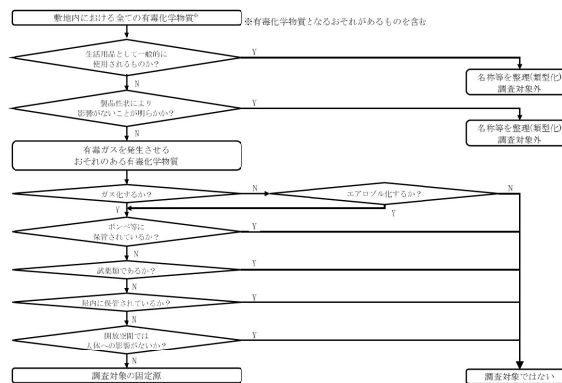 敷地内における全ての有毒化学物質※
※有毒化学物質となるおそれがあるものを含む
生活用品として一般的に
使用されるものか?
Y
N
名称等を整理(類型化)
調査対象外
製品性状により
影響がないことが明らかか?
Y
N
名称等を整理(類型化)
調査対象外
有毒ガスを発生させる
おそれのある有毒化学物質
ガス化するか?
N
エアロゾル化するか?
N
Y
Y
ボンベ等に
保管されているか?
Y
N
試薬類であるか?
Y
N
屋内に保管されているか?
Y
N
開放空間では
人体への影響がないか?
Y
N
調査対象の固定源
調査対象ではない